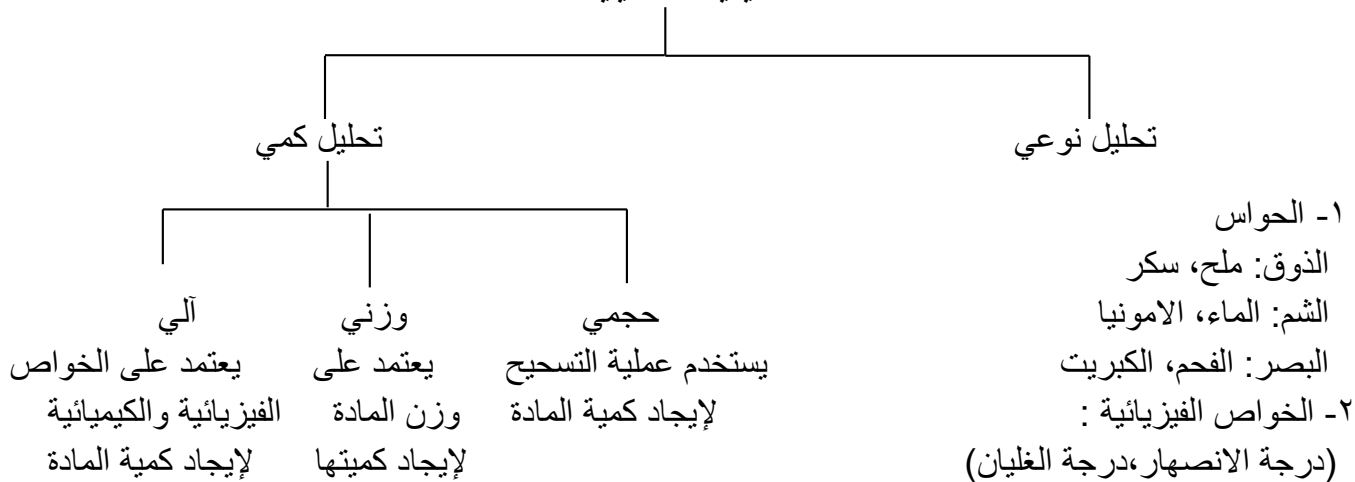 تحليل نوعي
تحليل كمي
١- الحواس
الذوق: ملح، سكر
الشم: الماء، الامونيا
البصر: الفحم، الكبريت
٢- الخواص الفيزيائية :
(درجة الانصهار،درجة الغليان)
حجمي
يستخدم عملية التسحيح
لإيجاد كمية المادة
وزني
يعتمد على
وزن المادة
لإيجاد كميتها
آلي
يعتمد على الخواص
الفيزيائية والكيميائية
لإيجاد كمية المادة